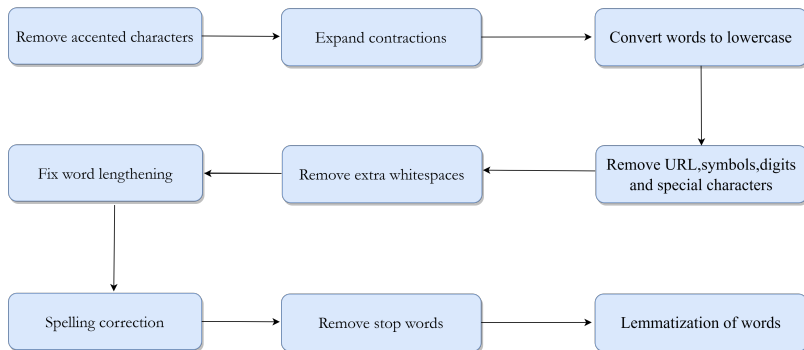 Remove accented characters
Expand contractions
Convert words to lowercase
Remove URL,symbols,digits
and special characters
Remove extra whitespaces
Fix word lengthening
Spelling correction
Remove stop words
Lemmatization of words